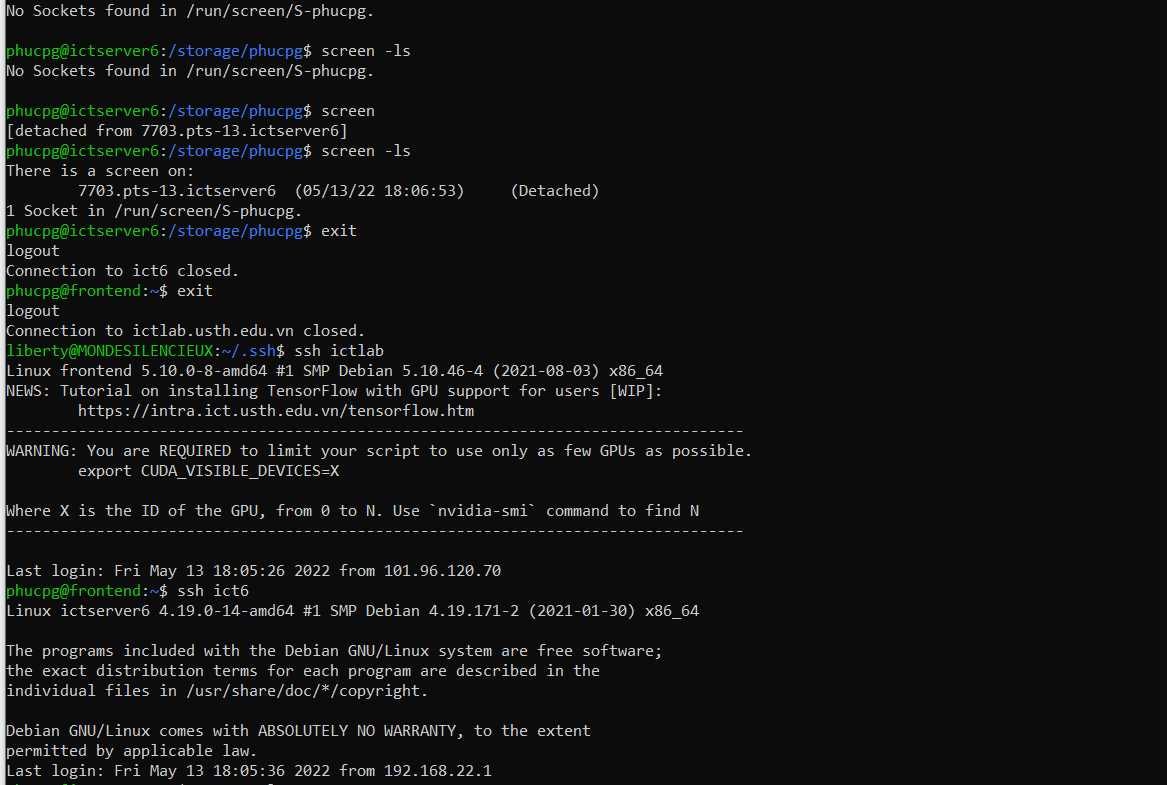 No Sockets found in /run/screen/S-phucpg.
phucpg@ictserver6:/storage/phucpg$ screen -ls
No Sockets found in /run/screen/S-phucpg.
phucpg@ictserver6:/storage/phucpg$ screen
[detached from 7703.pts-13.ictserver6]
phucpg@ictserver6:/storage/phucpg$ screen -ls
There is a screen on:
        7703.pts-13.ictserver6  (05/13/22 18:06:53)     (Detached)
1 Socket in /run/screen/S-phucpg.
phucpg@ictserver6:/storage/phucpg$ exit
logout
Connection to ict6 closed.
phucpg@frontend:~$ exit
logout
Connection to ictlab.usth.edu.vn closed.
liberty@MONDESILENCIEUX:~/.ssh$ ssh ictlab
Linux frontend 5.10.0-8-amd64 #1 SMP Debian 5.10.46-4 (2021-08-03) x86_64
NEWS: Tutorial on installing TensorFlow with GPU support for users [WIP]:
        https://intra.ict.usth.edu.vn/tensorflow.htm
----------------------------------------------------------------------------------
WARNING: You are REQUIRED to limit your script to use only as few GPUs as possible.
        export CUDA_VISIBLE_DEVICES=X
Where X is the ID of the GPU, from 0 to N. Use `nvidia-smi` command to find N
----------------------------------------------------------------------------------
Last login: Fri May 13 18:05:26 2022 from 101.96.120.70
phucpg@frontend:~$ ssh ict6
Linux ictserver6 4.19.0-14-amd64 #1 SMP Debian 4.19.171-2 (2021-01-30) x86_64
The programs included with the Debian GNU/Linux system are free software;
the exact distribution terms for each program are described in the
individual files in /usr/share/doc/*/copyright.
Debian GNU/Linux comes with ABSOLUTELY NO WARRANTY, to the extent
permitted by applicable law.
Last login: Fri May 13 18:05:36 2022 from 192.168.22.1